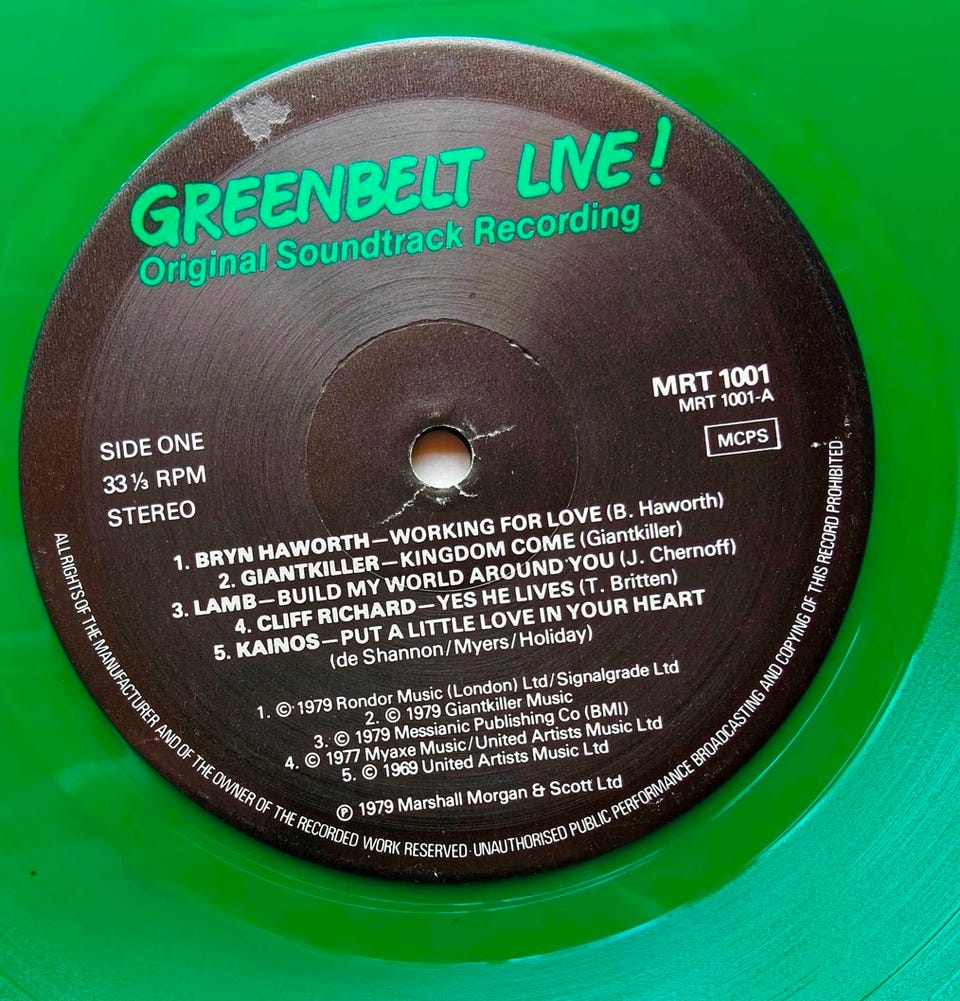 GREENBELT LIVE!
Original Soundtrack Recording
MRT 1001
MRT 1001-A
MCPS
SIDE ONE
33 ⅓ RPM
STEREO
1. BRYN HAWORTH—WORKING FOR LOVE (B. Haworth)
2. GIANTKILLER—KINGDOM COME (Giantkiller)
3. LAMB—BUILD MY WORLD AROUND YOU (J. Chernoff)
4. CLIFF RICHARD—YES HE LIVES (T. Britten)
5. KAINOS—PUT A LITTLE LOVE IN YOUR HEART
(de Shannon/Myers/Holiday)
1. © 1979 Rondor Music (London) Ltd/Signalgrade Ltd
2. © 1979 Giantkiller Music
3. © 1979 Messianic Publishing Co (BMI)
4. © 1977 Myaxe Music/United Artists Music Ltd
5. © 1969 United Artists Music Ltd
℗ 1979 Marshall Morgan & Scott Ltd
ALL RIGHTS OF THE MANUFACTURER AND OF THE OWNER OF THE RECORDED WORK RESERVED· UNAUTHORISED PUBLIC PERFORMANCE BROADCASTING AND COPYING OF THIS RECORD PROHIBITED·